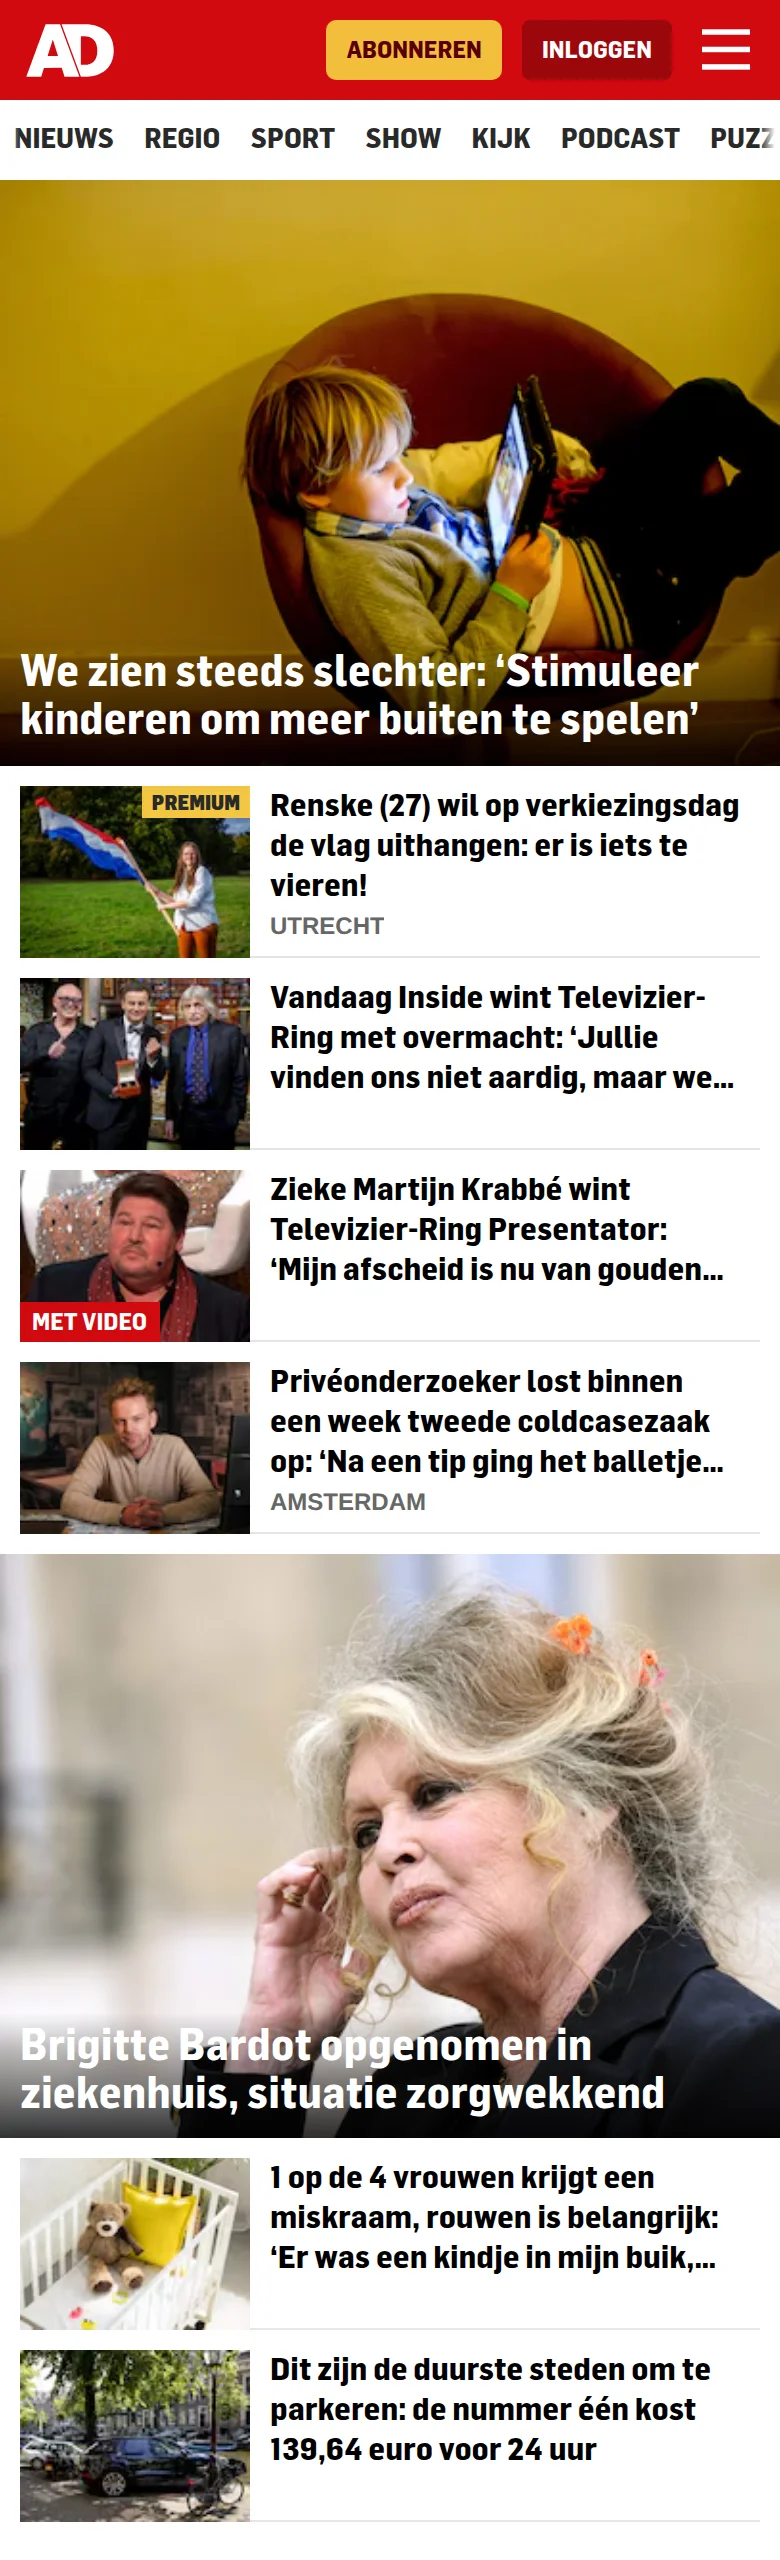 AD
ABONNEREN
INLOGGEN
NIEUWS REGIO SPORT SHOW KIJK PODCAST PUZZ
We zien steeds slechter: ‘Stimuleer
kinderen om meer buiten te spelen’
PREMIUM
Renske (27) wil op verkiezingsdag
de vlag uithangen: er is iets te
vieren!
UTRECHT
Vandaag Inside wint Televizier-
Ring met overmacht: ‘Jullie
vinden ons niet aardig, maar we...
MET VIDEO
Zieke Martijn Krabbé wint
Televizier-Ring Presentator:
‘Mijn afscheid is nu van gouden...
Privéonderzoeker lost binnen
een week tweede coldcasezaak
op: ‘Na een tip ging het balletje...
AMSTERDAM
Brigitte Bardot opgenomen in
ziekenhuis, situatie zorgwekkend
1 op de 4 vrouwen krijgt een
miskraam, rouwen is belangrijk:
‘Er was een kindje in mijn buik,...
Dit zijn de duurste steden om te
parkeren: de nummer één kost
139,64 euro voor 24 uur